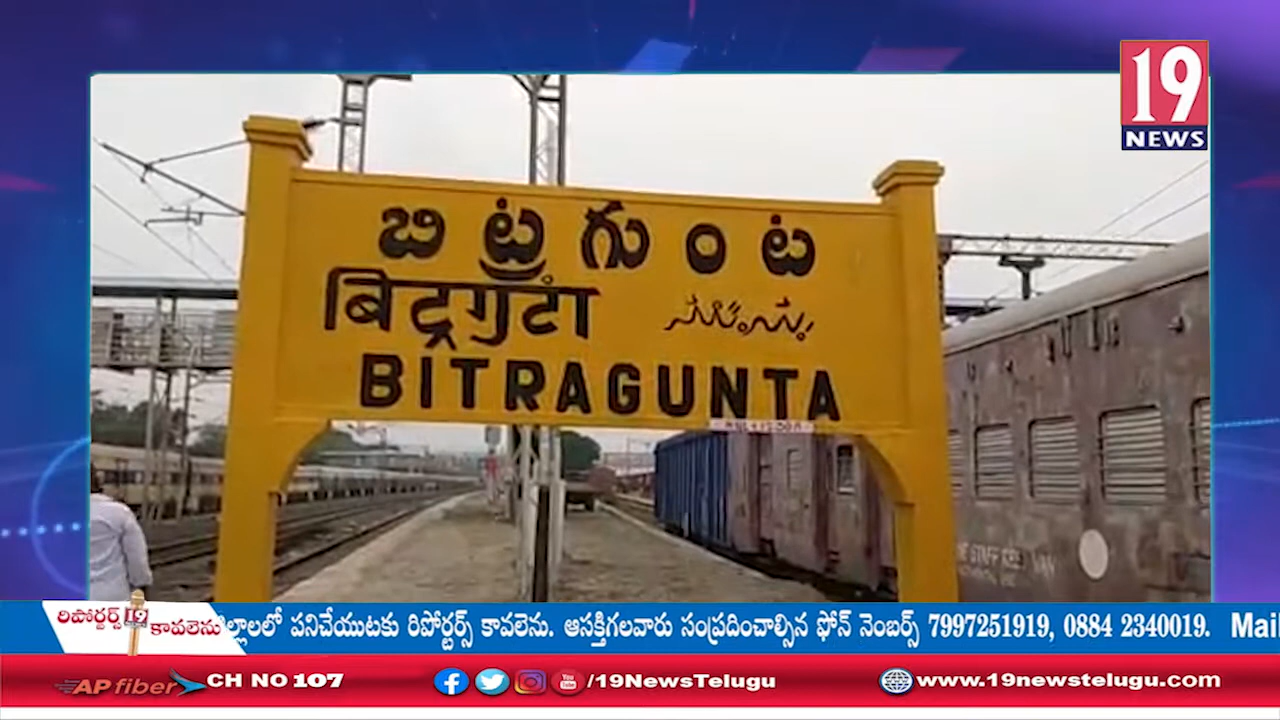 19
NEWS
బిట్రగుంట
बिट्रगुंटा
BITRAGUNTA
రిపోర్టర్స్
కావలెను
ల్లాలలో పనిచేయుటకు రిపోర్టర్స్ కావలెను. ఆసక్తిగలవారు సంప్రదించాల్సిన ఫోన్ నెంబర్స్ 7997251919, 0884 2340019. Mail
AP fiber CH NO 107
/19NewsTelugu
www.19newstelugu.com